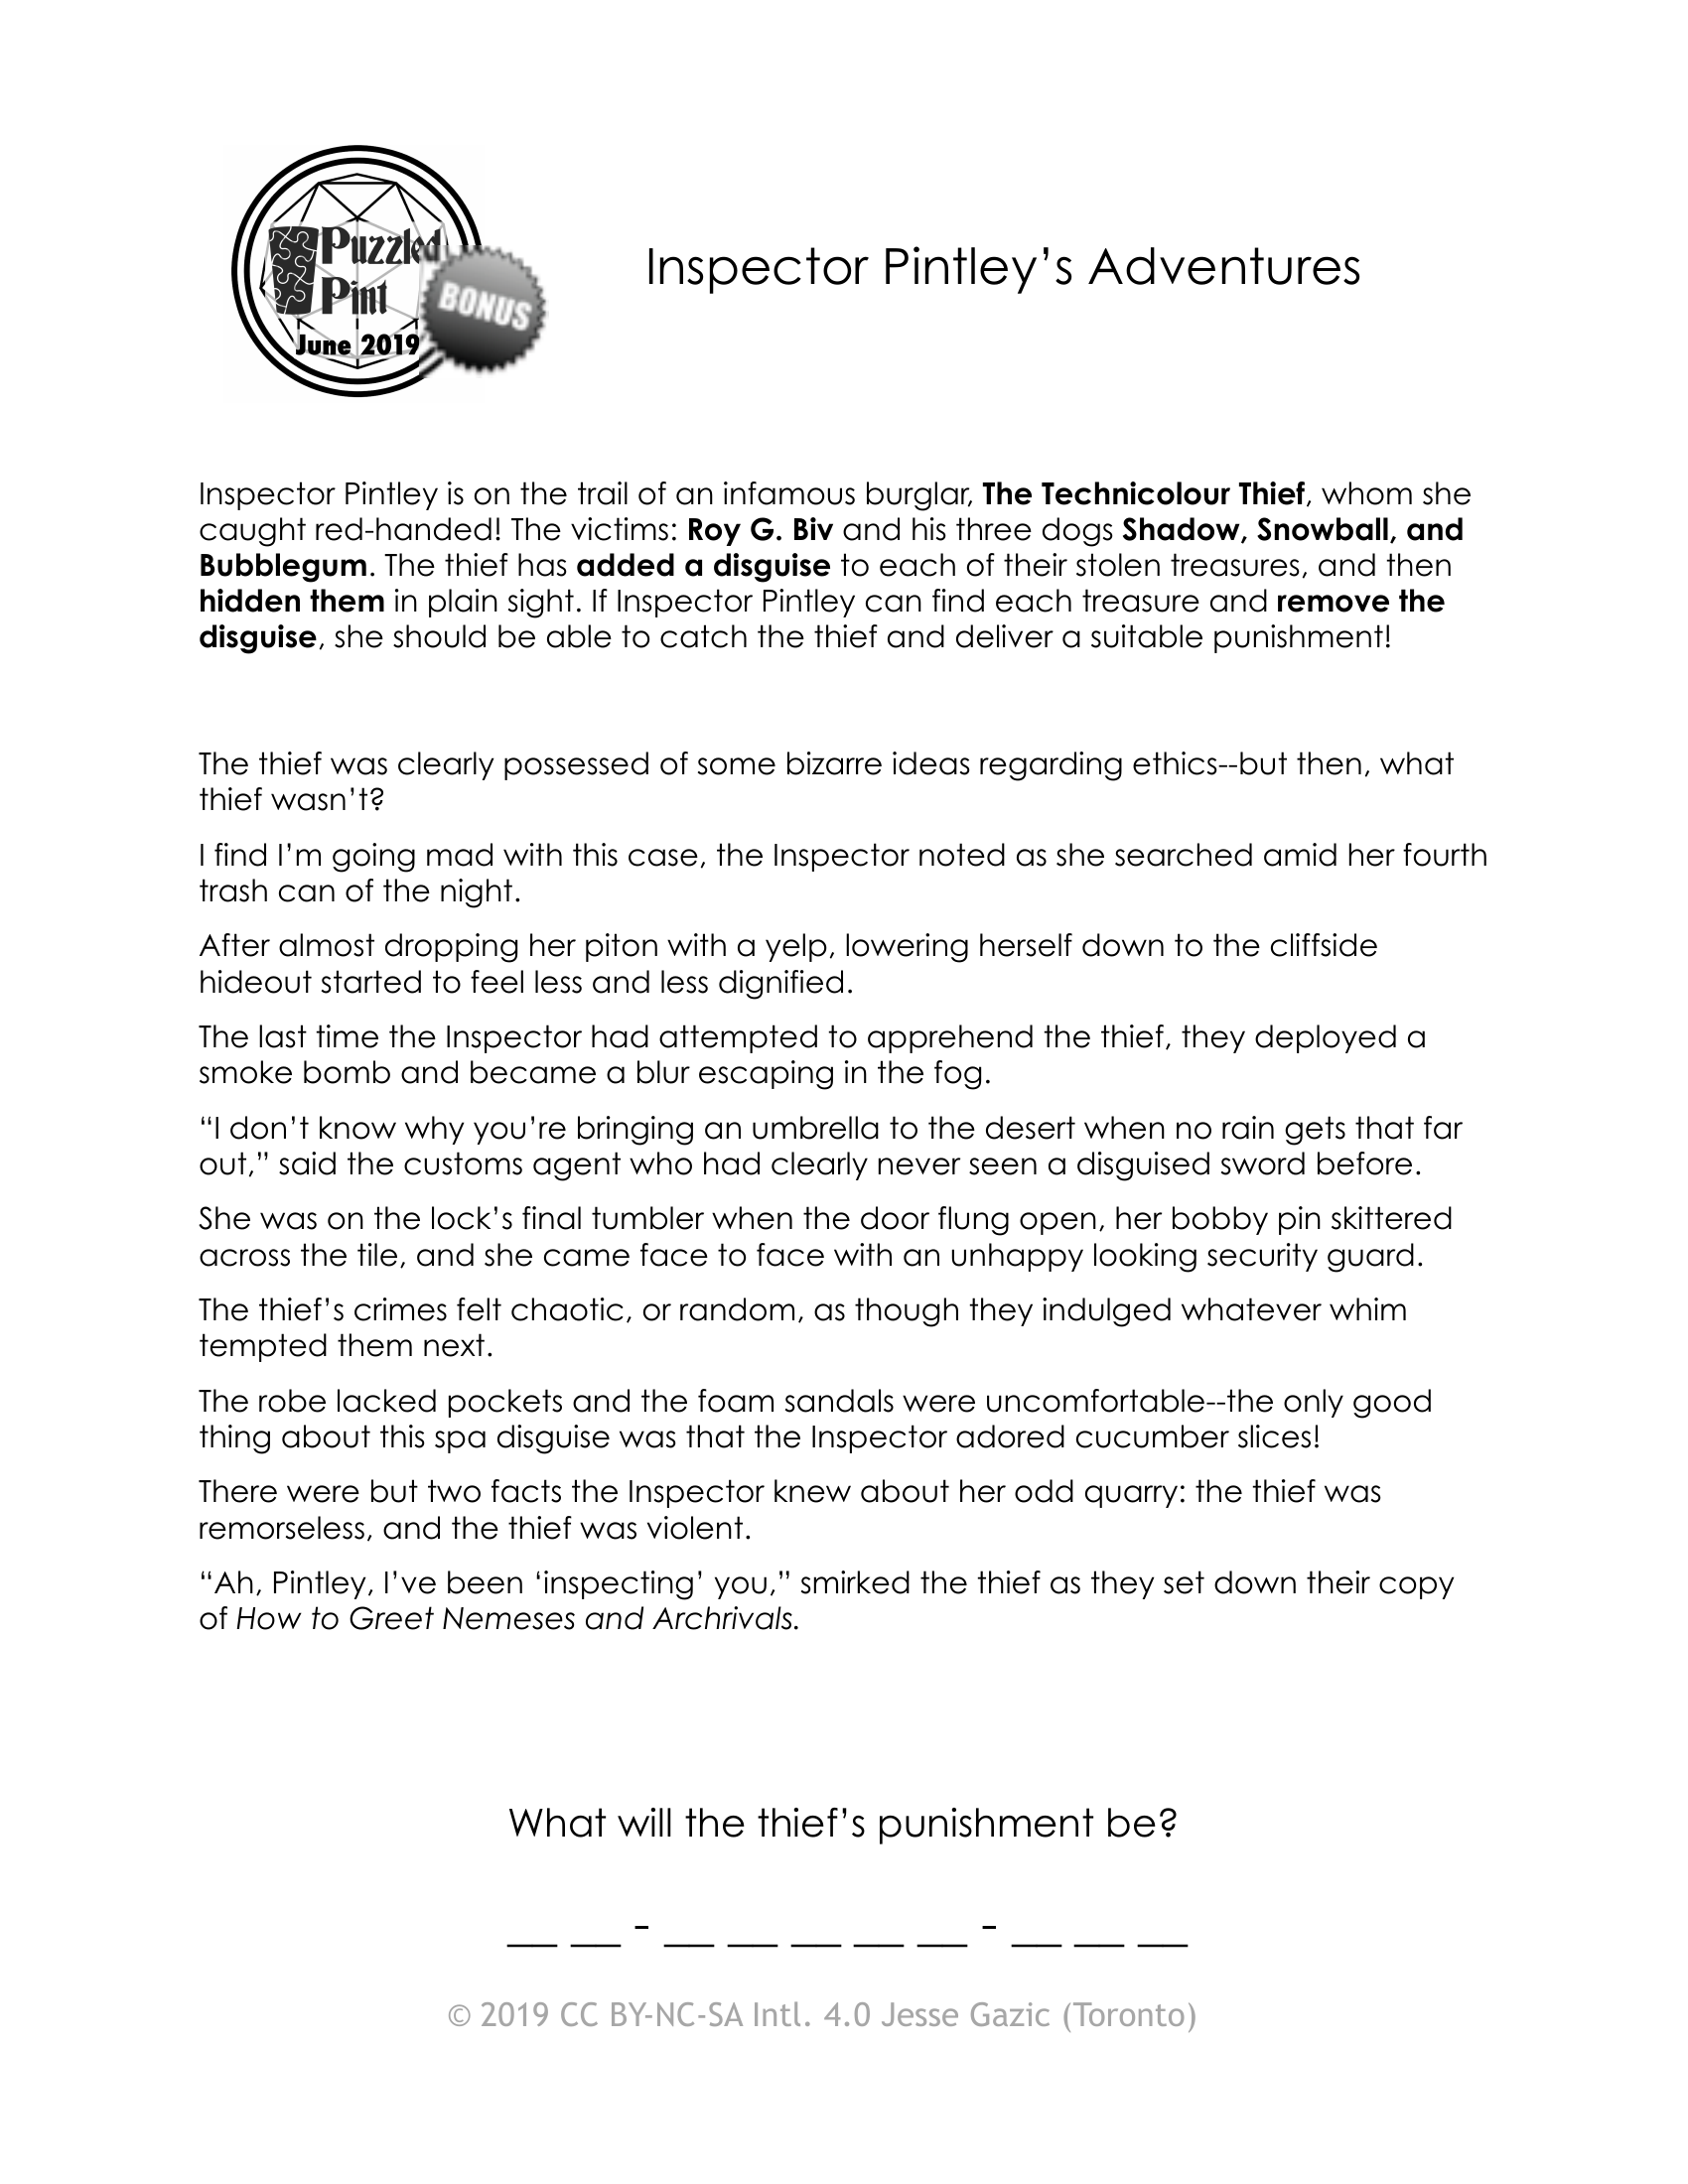 Puzzled
Pint
June 2019
BONUS
Inspector Pintley’s Adventures
Inspector Pintley is on the trail of an infamous burglar, The Technicolour Thief, whom she
caught red-handed! The victims: Roy G. Biv and his three dogs Shadow, Snowball, and
Bubblegum. The thief has added a disguise to each of their stolen treasures, and then
hidden them in plain sight. If Inspector Pintley can find each treasure and remove the
disguise, she should be able to catch the thief and deliver a suitable punishment!
The thief was clearly possessed of some bizarre ideas regarding ethics--but then, what
thief wasn’t?
I find I’m going mad with this case, the Inspector noted as she searched amid her fourth
trash can of the night.
After almost dropping her piton with a yelp, lowering herself down to the cliffside
hideout started to feel less and less dignified.
The last time the Inspector had attempted to apprehend the thief, they deployed a
smoke bomb and became a blur escaping in the fog.
“I don’t know why you’re bringing an umbrella to the desert when no rain gets that far
out,” said the customs agent who had clearly never seen a disguised sword before.
She was on the lock’s final tumbler when the door flung open, her bobby pin skittered
across the tile, and she came face to face with an unhappy looking security guard.
The thief’s crimes felt chaotic, or random, as though they indulged whatever whim
tempted them next.
The robe lacked pockets and the foam sandals were uncomfortable--the only good
thing about this spa disguise was that the Inspector adored cucumber slices!
There were but two facts the Inspector knew about her odd quarry: the thief was
remorseless, and the thief was violent.
“Ah, Pintley, I’ve been ‘inspecting’ you,” smirked the thief as they set down their copy
of How to Greet Nemeses and Archrivals.
What will the thief’s punishment be?
__ __ - __ __ __ __ __ - __ __ __
© 2019 CC BY-NC-SA Intl. 4.0 Jesse Gazic (Toronto)